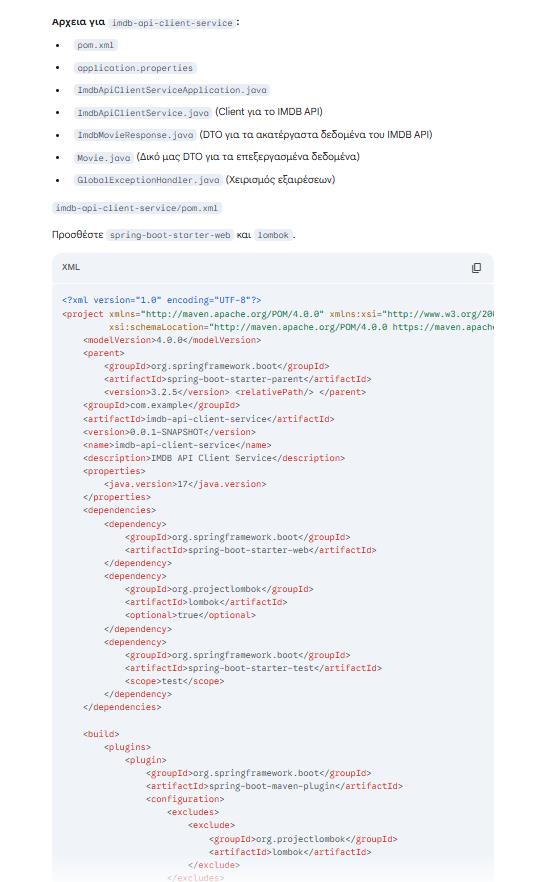 Αρχεία για imdb-api-client-service :
• pom.xml
• application.properties
• ImdbApiClientServiceApplication.java
• ImdbApiClientService.java (Client για το IMDB API)
• ImdbMovieResponse.java (DTO για τα ακατέργαστα δεδομένα του IMDB API)
• Movie.java (Δικό μας DTO για τα επεξεργασμένα δεδομένα)
• GlobalExceptionHandler.java (Χειρισμός εξαιρέσεων)
imdb-api-client-service/pom.xml
Προσθέστε spring-boot-starter-web και lombok .
XML
<?xml version="1.0" encoding="UTF-8"?>
<project xmlns="http://maven.apache.org/POM/4.0.0" xmlns:xsi="http://www.w3.org/200
xsi:schemaLocation="http://maven.apache.org/POM/4.0.0 https://maven.apache
<modelVersion>4.0.0</modelVersion>
<parent>
<groupId>org.springframework.boot</groupId>
<artifactId>spring-boot-starter-parent</artifactId>
<version>3.2.5</version> <relativePath/> </parent>
<groupId>com.example</groupId>
<artifactId>imdb-api-client-service</artifactId>
<version>0.0.1-SNAPSHOT</version>
<name>imdb-api-client-service</name>
<description>IMDB API Client Service</description>
<properties>
<java.version>17</java.version>
</properties>
<dependencies>
<dependency>
<groupId>org.springframework.boot</groupId>
<artifactId>spring-boot-starter-web</artifactId>
</dependency>
<dependency>
<groupId>org.projectlombok</groupId>
<artifactId>lombok</artifactId>
<optional>true</optional>
</dependency>
<dependency>
<groupId>org.springframework.boot</groupId>
<artifactId>spring-boot-starter-test</artifactId>
<scope>test</scope>
</dependency>
</dependencies>
<build>
<plugins>
<plugin>
<groupId>org.springframework.boot</groupId>
<artifactId>spring-boot-maven-plugin</artifactId>
<configuration>
<excludes>
<exclude>
<groupId>org.projectlombok</groupId>
<artifactId>lombok</artifactId>
</exclude>
</excludes>